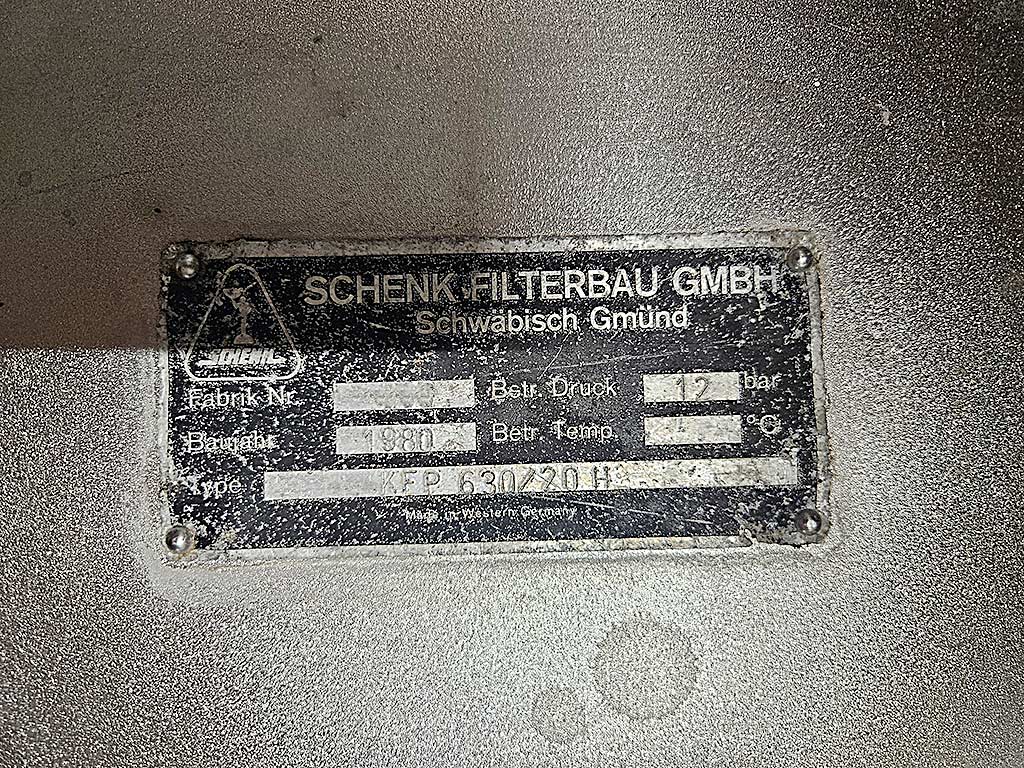 SCHENK FILTERBAU GMBH
Schwäbisch Gmünd
SCHENK
Fabrik Nr. Betr. Druck 12 bar
Baujahr 1980 Betr. Temp. °C
Type KFP 630/20 H
Made in Western Germany